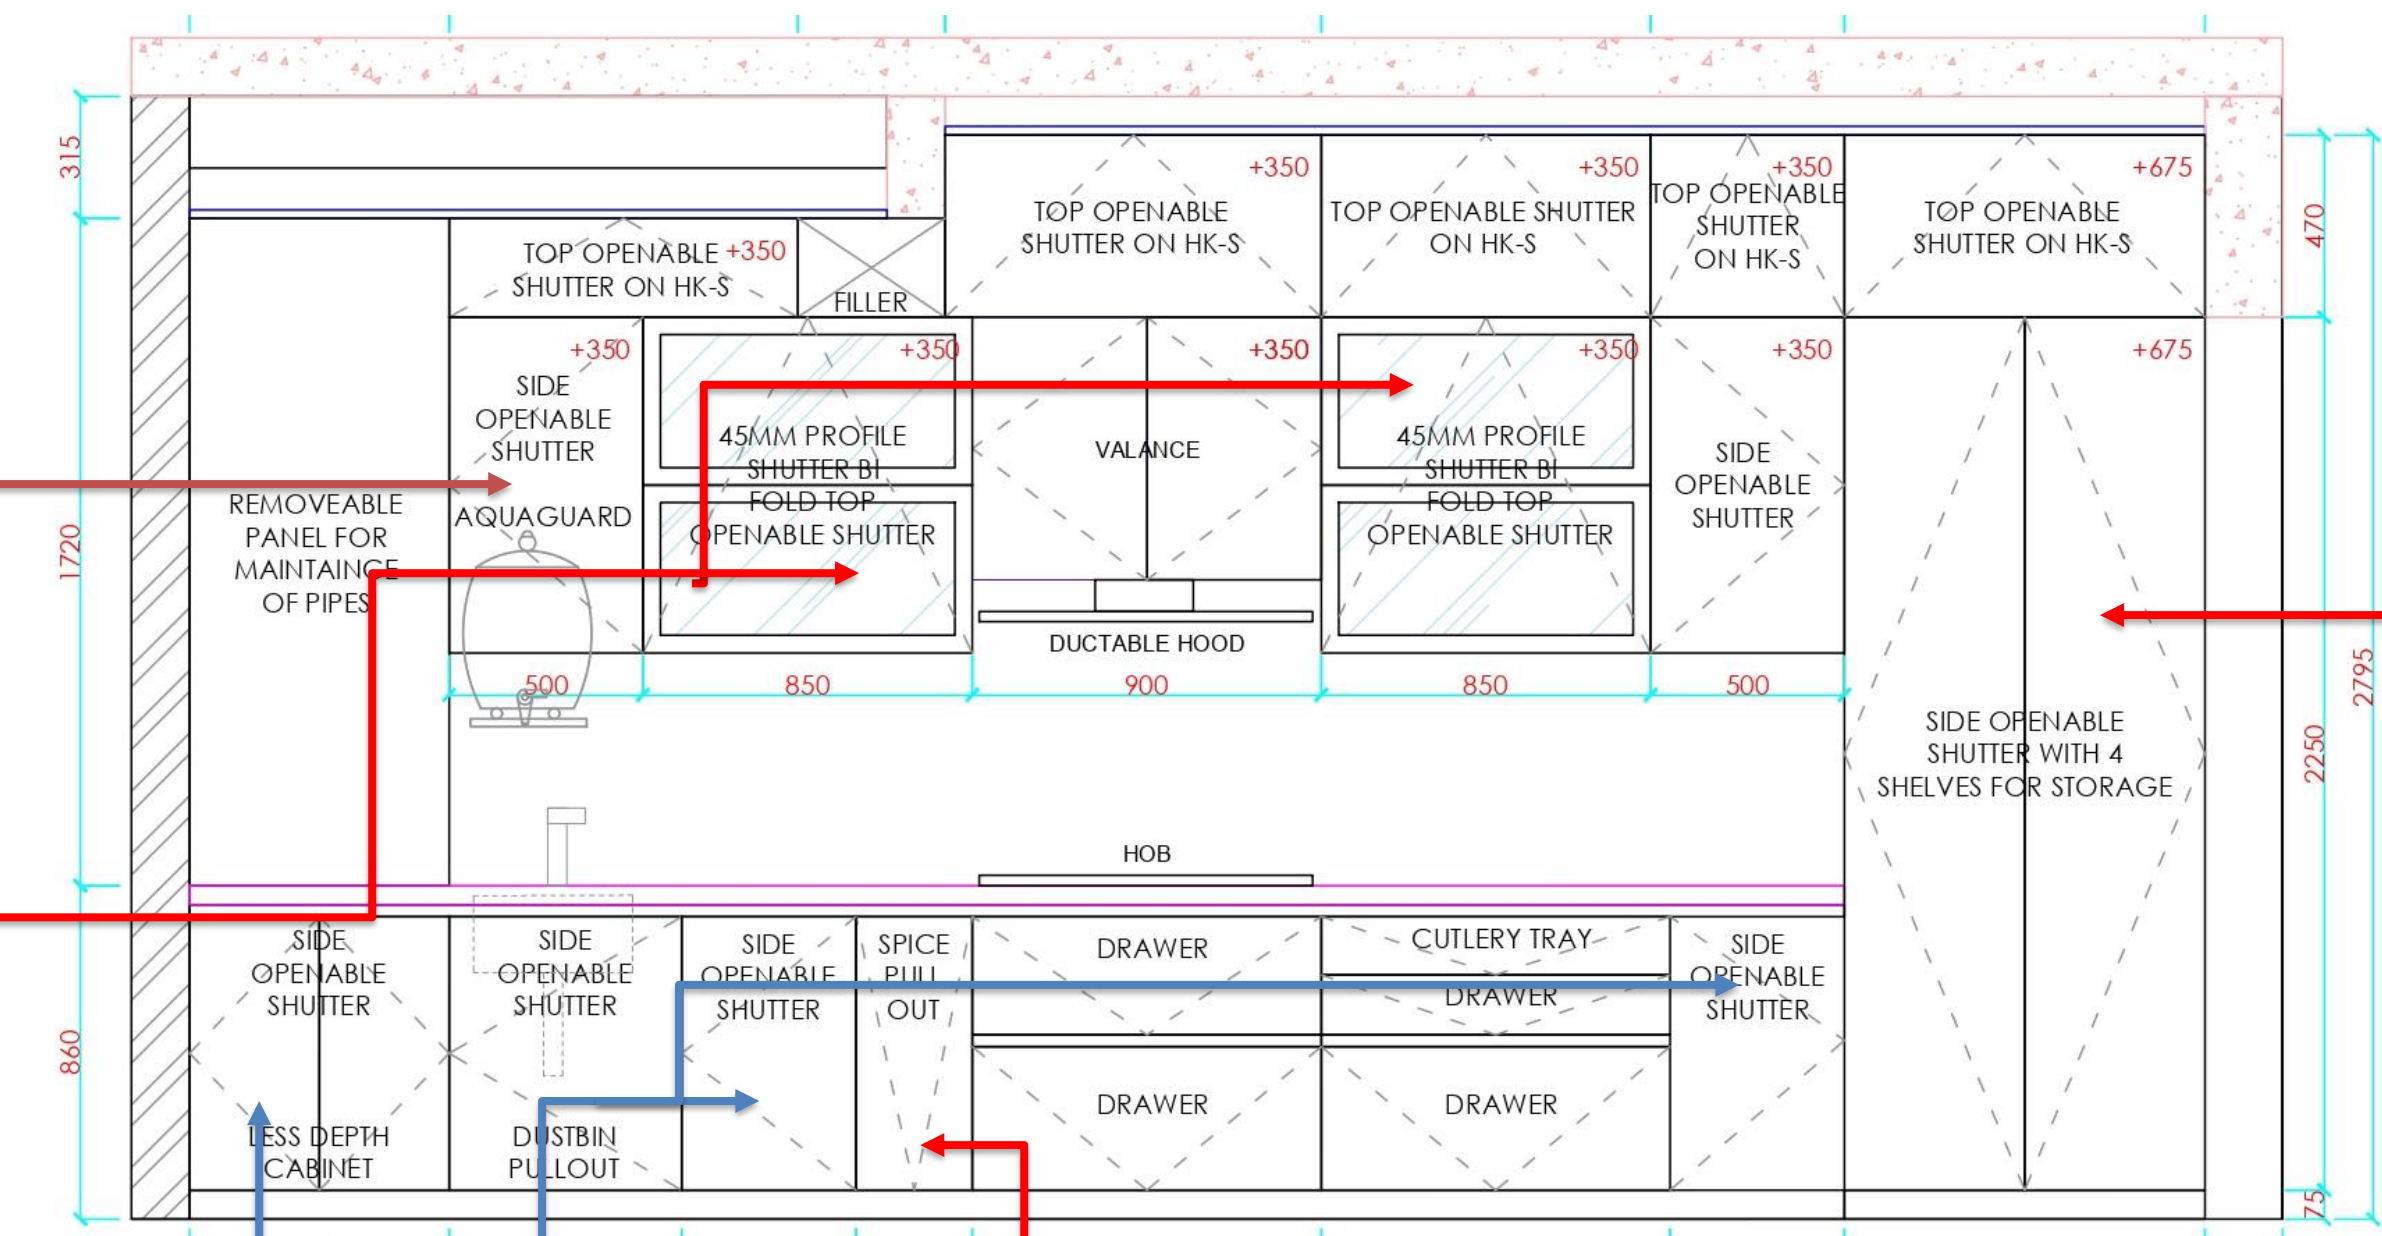 315
1720
860
TOP OPENABLE
SHUTTER ON HK-S
+350
FILLER
TOP OPENABLE
SHUTTER ON HK-S
+350
TOP OPENABLE SHUTTER
ON HK-S
+350
TOP OPENABLE
SHUTTER
ON HK-S
+350
TOP OPENABLE
SHUTTER ON HK-S
+675
470
REMOVEABLE
PANEL FOR
MAINTAINCE
OF PIPES
+350
SIDE
OPENABLE
SHUTTER
AQUAGUARD
+350
45MM PROFILE
SHUTTER BI
FOLD TOP
OPENABLE SHUTTER
+350
VALANCE
DUCTABLE HOOD
+350
45MM PROFILE
SHUTTER BI
FOLD TOP
OPENABLE SHUTTER
+350
SIDE
OPENABLE
SHUTTER
+675
SIDE OPENABLE
SHUTTER WITH 4
SHELVES FOR STORAGE
500
850
900
850
500
2250
2795
75
HOB
SIDE
OPENABLE
SHUTTER
LESS DEPTH
CABINET
SIDE
OPENABLE
SHUTTER
DUSTBIN
PULLOUT
SIDE
OPENABLE
SHUTTER
SPICE
PULL
OUT
DRAWER
DRAWER
CUTLERY TRAY
DRAWER
DRAWER
SIDE
OPENABLE
SHUTTER